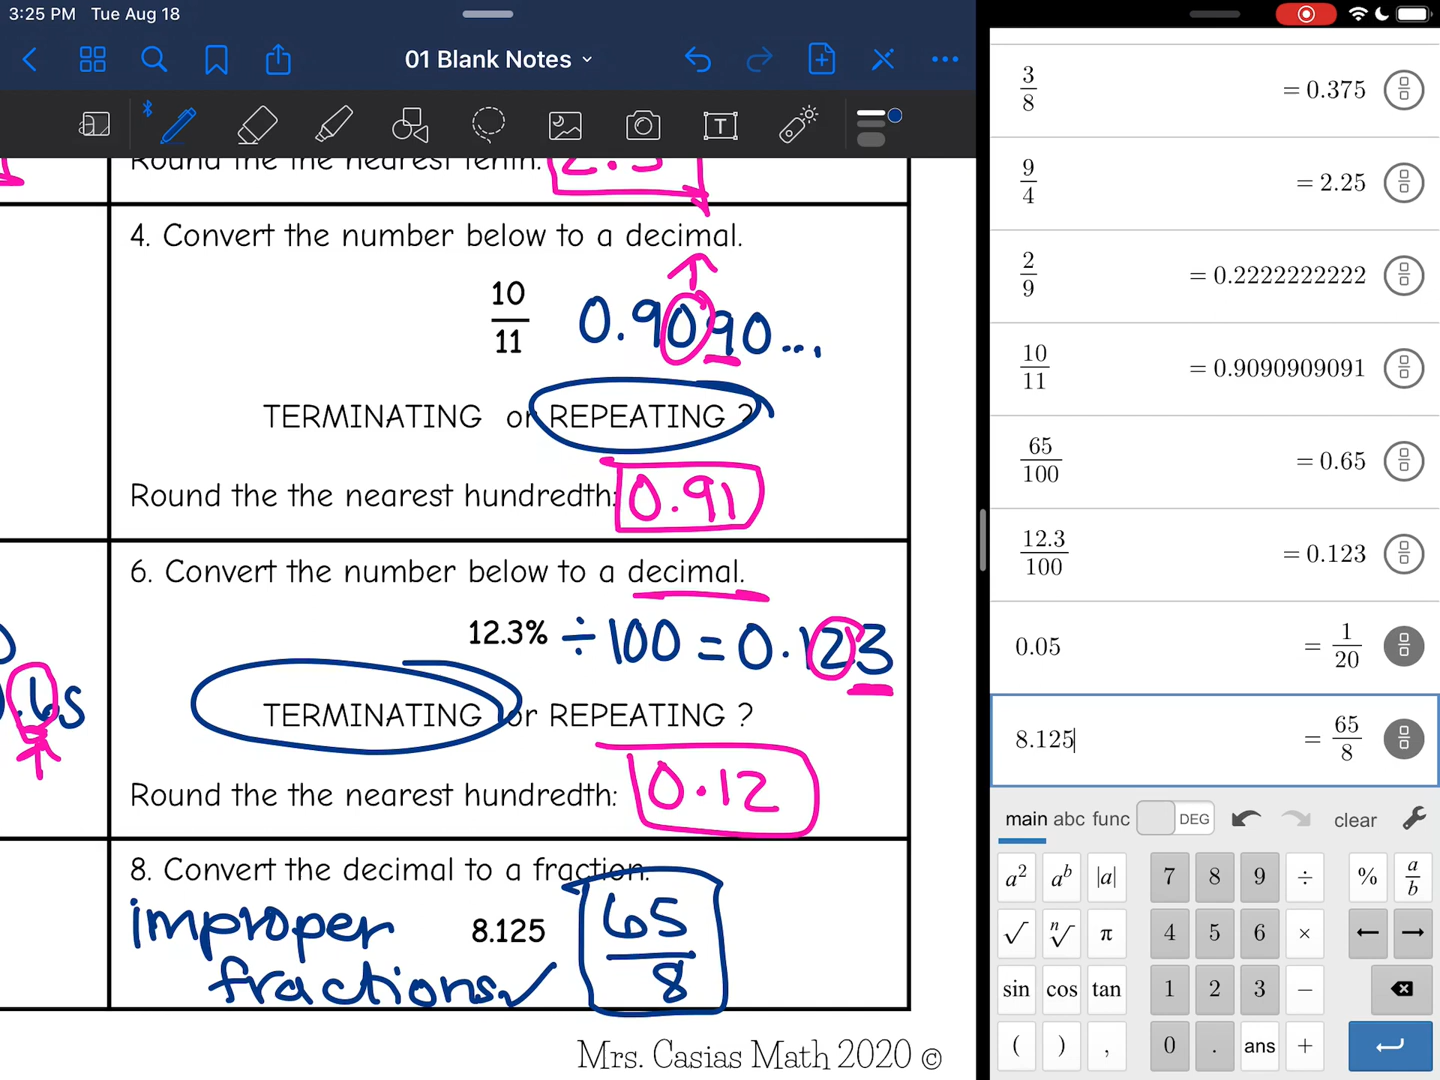 3:25 PM Tue Aug 18
01 Blank Notes
T
Round the the nearest tenth:
4. Convert the number below to a decimal.
10
11
0.9090...
TERMINATING or REPEATING ?
Round the the nearest hundredth:
0.91
6. Convert the number below to a decimal.
12.3% ÷100 = 0.123
.65
TERMINATING or REPEATING ?
Round the the nearest hundredth:
0.12
8. Convert the decimal to a fraction.
improper
fractions✓
8.125
65
8
Mrs. Casias Math 2020 ©
3
8
= 0.375
9
4
= 2.25
2
9
= 0.2222222222
10
11
= 0.9090909091
65
100
= 0.65
12.3
100
= 0.123
0.05 = 1
20
8.125 = 65
8
main abc func DEG clear
a² aᵇ |a| 7 8 9 ÷ % a
b
√ ⁿ√ π 4 5 6 × ← →
sin cos tan 1 2 3 −
( ) , 0 . ans +